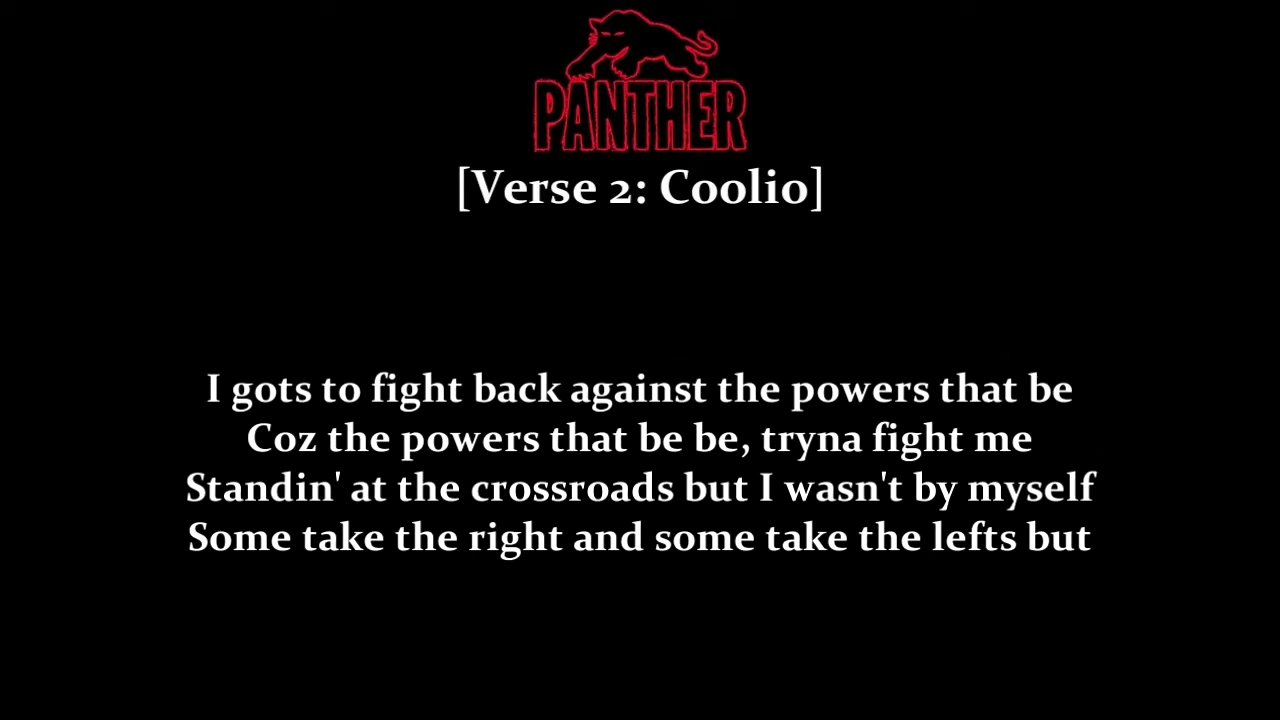 PANTHER
[Verse 2: Coolio]
I gots to fight back against the powers that be
Coz the powers that be be, tryna fight me
Standin' at the crossroads but I wasn't by myself
Some take the right and some take the lefts but